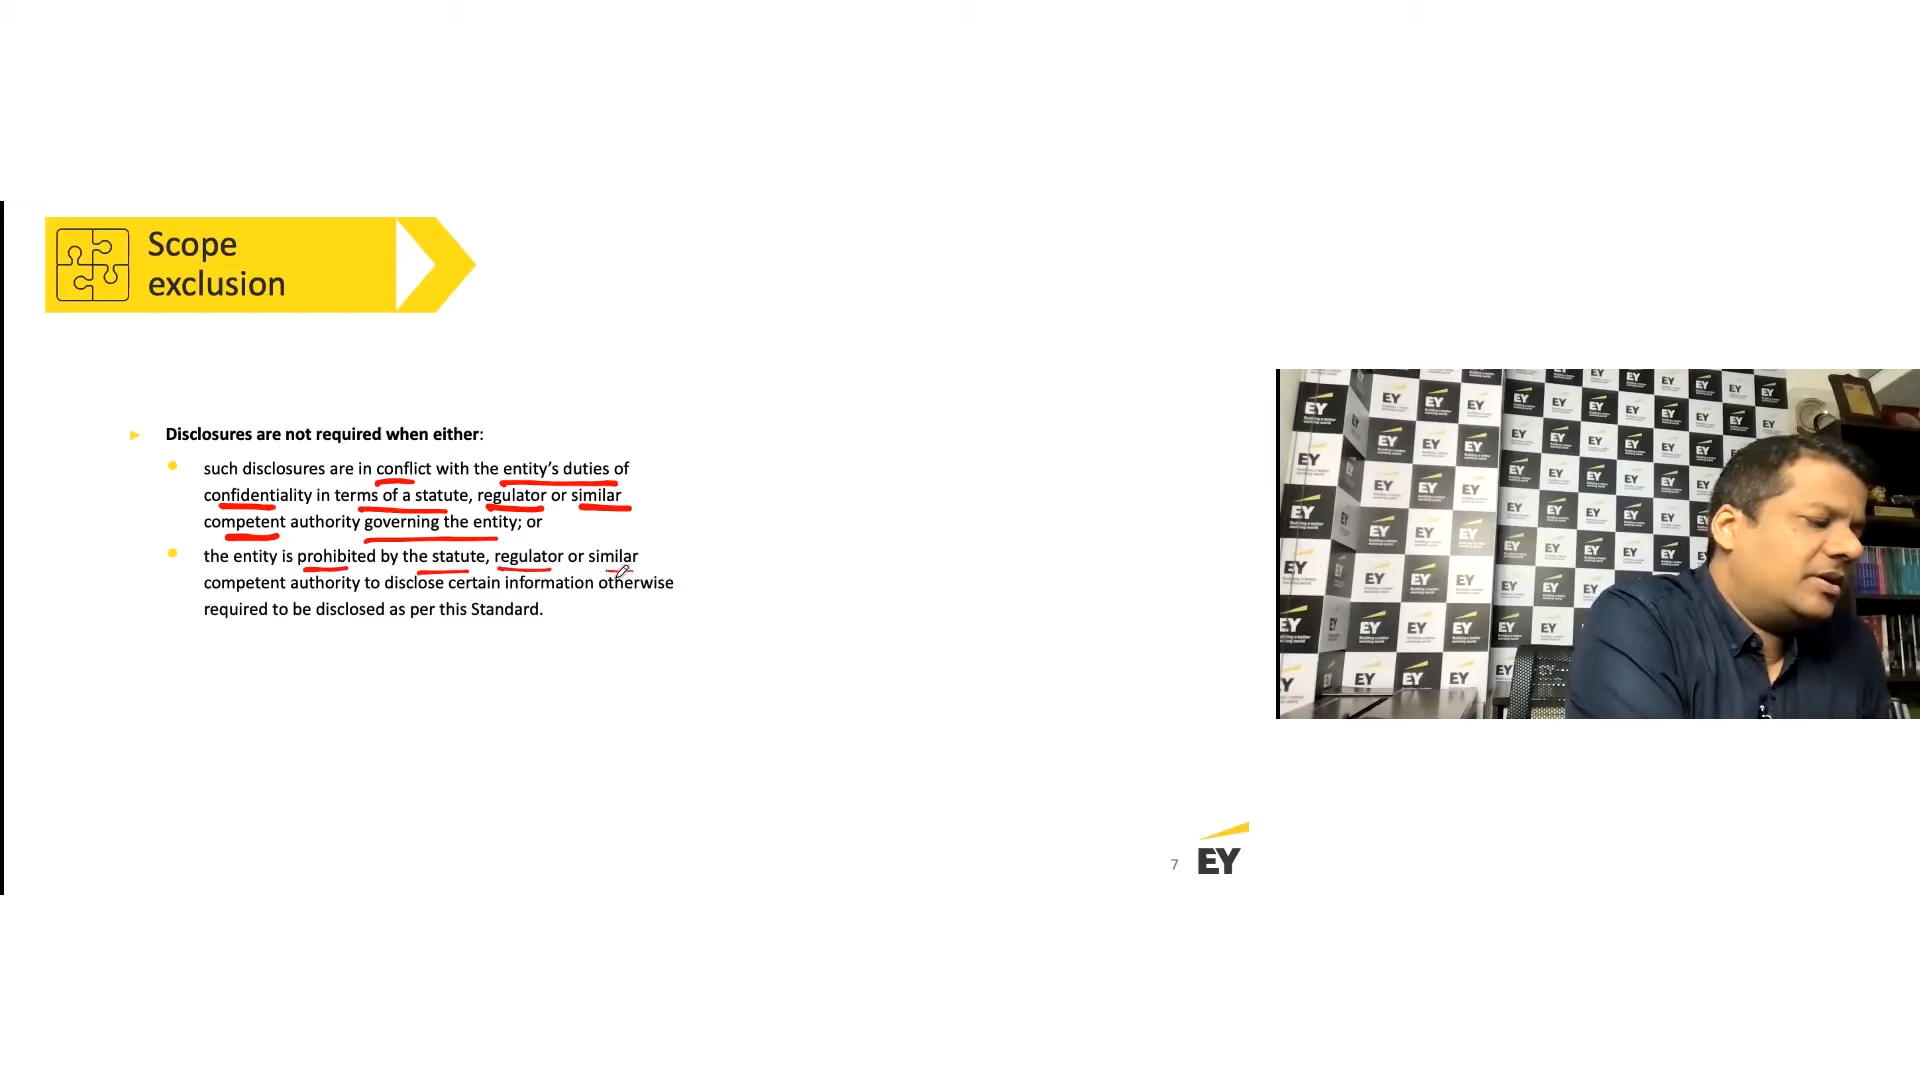 Scope
exclusion
Disclosures are not required when either:
such disclosures are in conflict with the entity's duties of
confidentiality in terms of a statute, regulator or similar
competent authority governing the entity; or
the entity is prohibited by the statute, regulator or similar
competent authority to disclose certain information otherwise
required to be disclosed as per this Standard.
7
EY